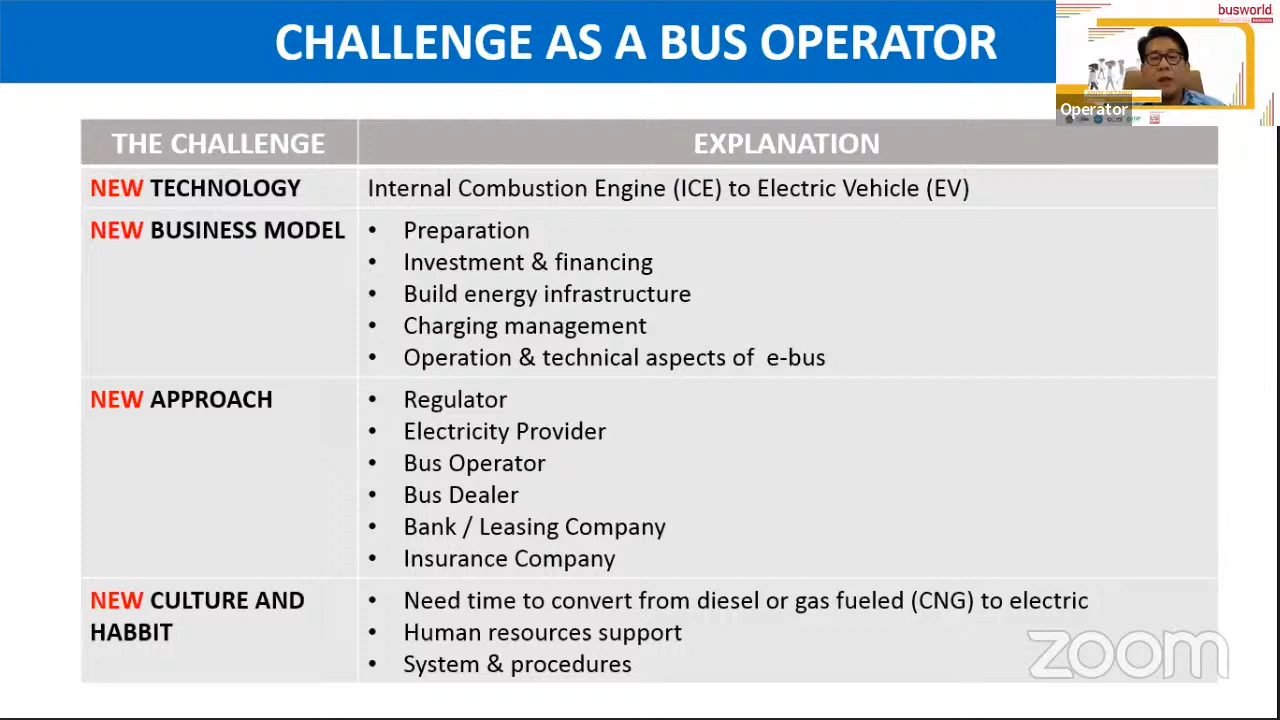 CHALLENGE AS A BUS OPERATOR
busworld
Operator
THE CHALLENGE
EXPLANATION
NEW TECHNOLOGY
Internal Combustion Engine (ICE) to Electric Vehicle (EV)
NEW BUSINESS MODEL
• Preparation
• Investment & financing
• Build energy infrastructure
• Charging management
• Operation & technical aspects of e-bus
NEW APPROACH
• Regulator
• Electricity Provider
• Bus Operator
• Bus Dealer
• Bank / Leasing Company
• Insurance Company
NEW CULTURE AND
HABBIT
• Need time to convert from diesel or gas fueled (CNG) to electric
• Human resources support
• System & procedures
zoom